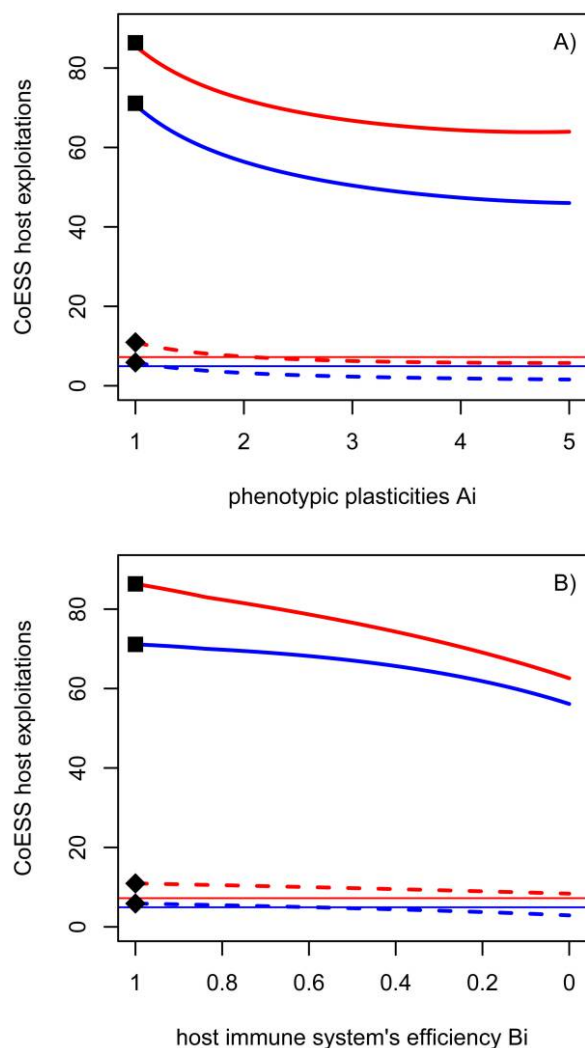 A)
CoESS host exploitations
80
60
40
20
0
1 2 3 4 5
phenotypic plasticities Ai
B)
CoESS host exploitations
80
60
40
20
0
1 0.8 0.6 0.4 0.2 0
host immune system's efficiency Bi